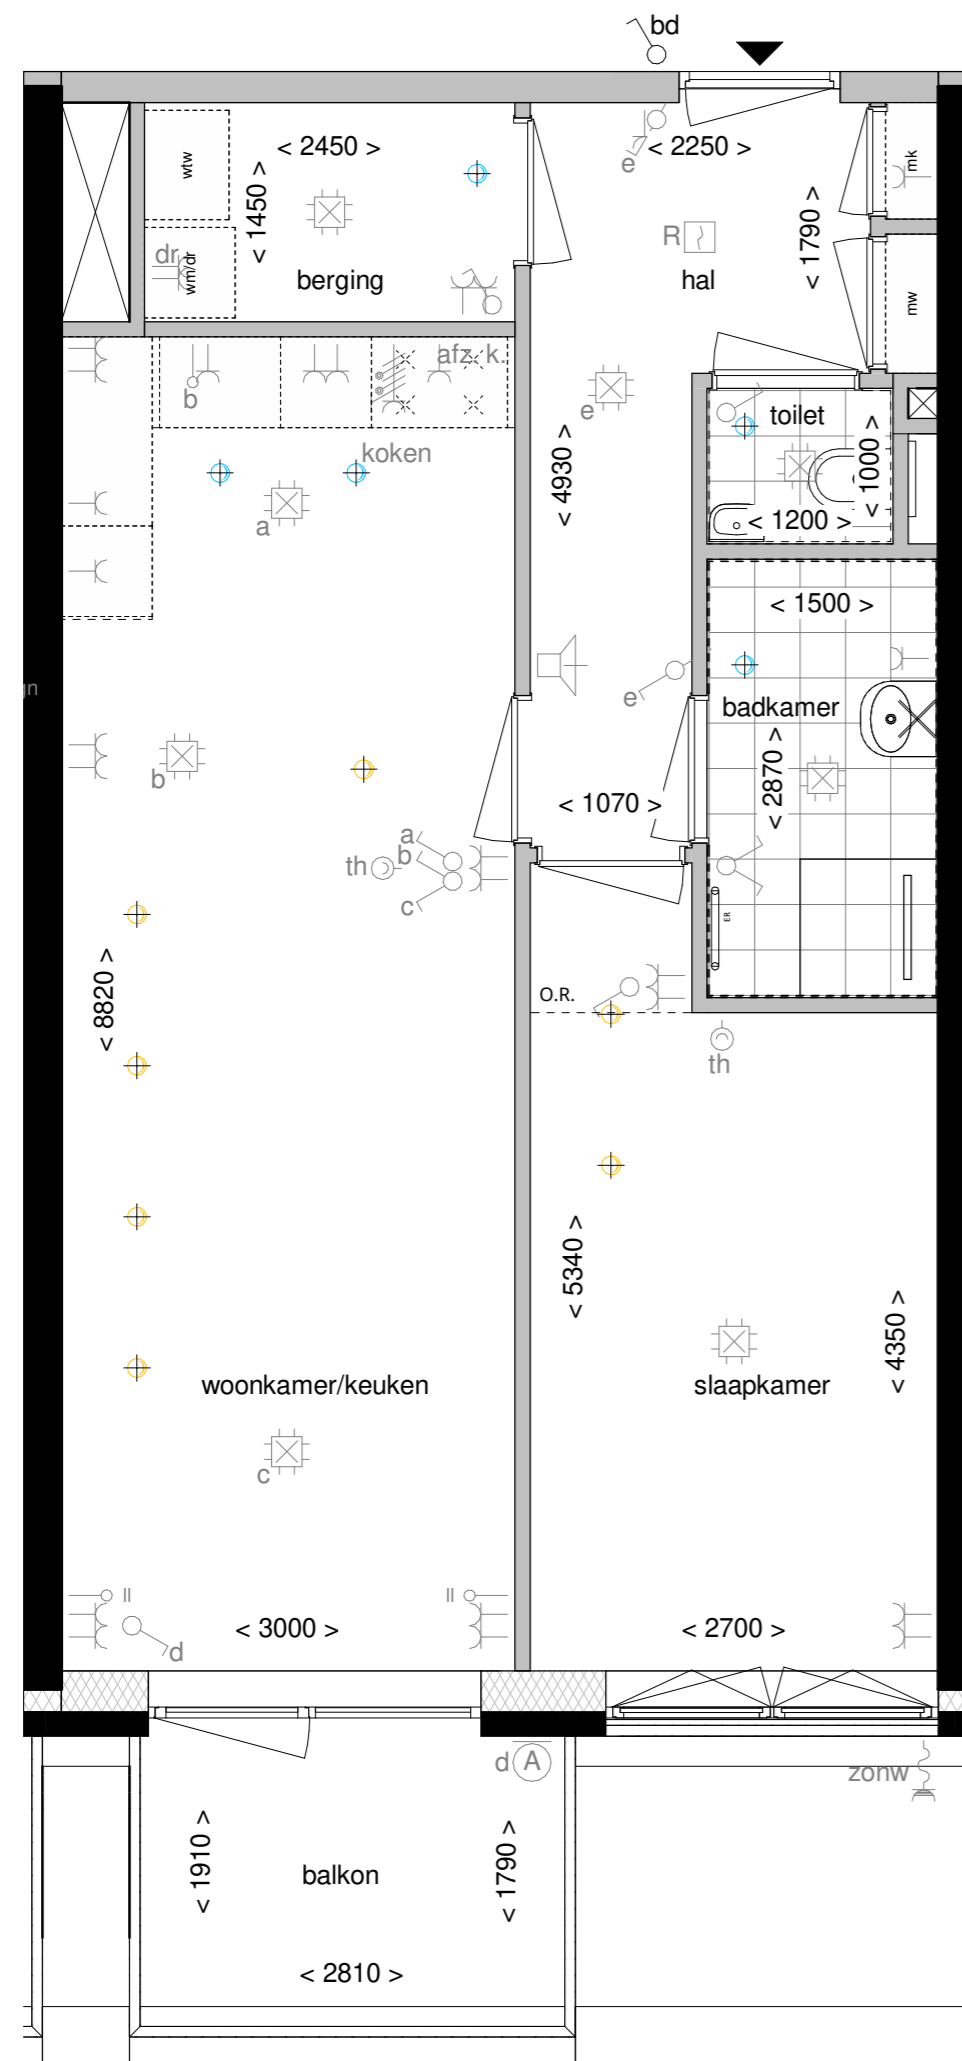 bd
wtw
< 2450 >
< 1450 >
e
< 2250 >
mk
dr
wm/dr
berging
R
hal
< 1790 >
mw
afz. k.
b
koken
a
e
< 4930 >
toilet
< 1000 >
< 1200 >
< 1500 >
gn
e
badkamer
b
< 2870 >
< 1070 >
a
th
b
c
ER
< 8820 >
O.R.
th
< 5340 >
< 4350 >
woonkamer/keuken
slaapkamer
c
II
II
d
< 3000 >
< 2700 >
d
A
zonw
< 1910 >
< 1790 >
balkon
< 2810 >